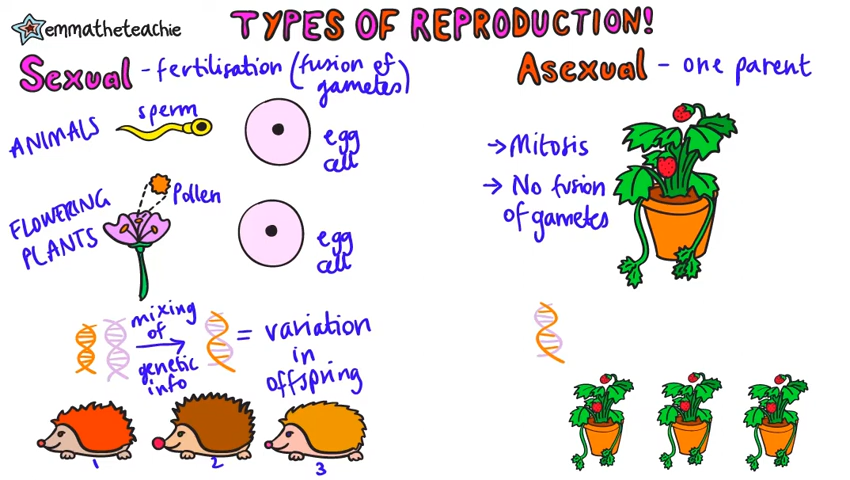 emmatheteachie
TYPES OF REPRODUCTION!
Sexual - fertilisation (fusion of
gametes)
ANIMALS
sperm
egg
cell
FLOWERING
PLANTS
Pollen
egg
cell
mixing
of
genetic
info
= variation
in
offspring
1
2
3
Asexual - one parent
→ Mitosis
→ No fusion
of gametes